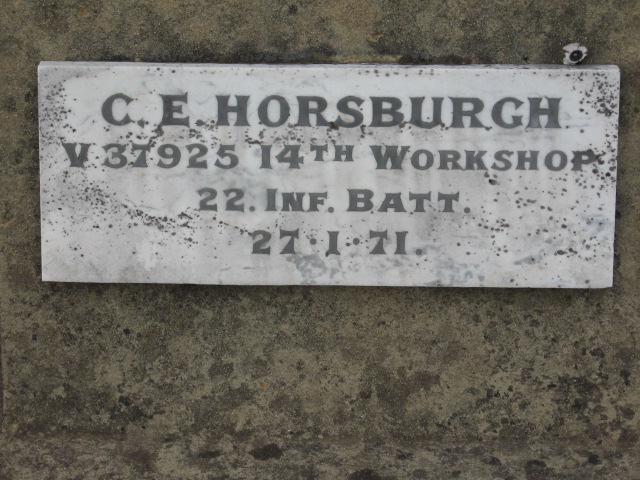 C. E. HORSBURGH
V 37925 14TH WORKSHOP
22. INF. BATT.
27·1·71.